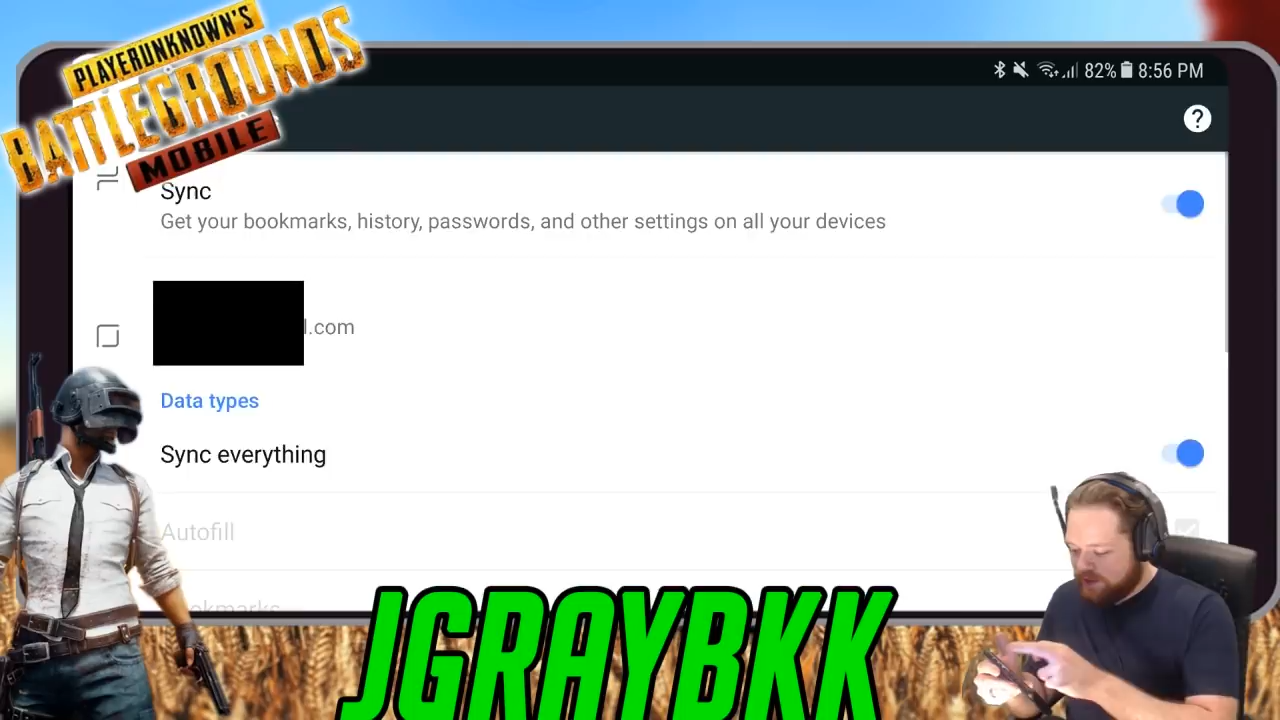 PLAYERUNKNOWN'S
BATTLEGROUNDS
MOBILE
82% 8:56 PM
?
Sync
Get your bookmarks, history, passwords, and other settings on all your devices
l.com
Data types
Sync everything
Autofill
okmarks
JGRAYBKK